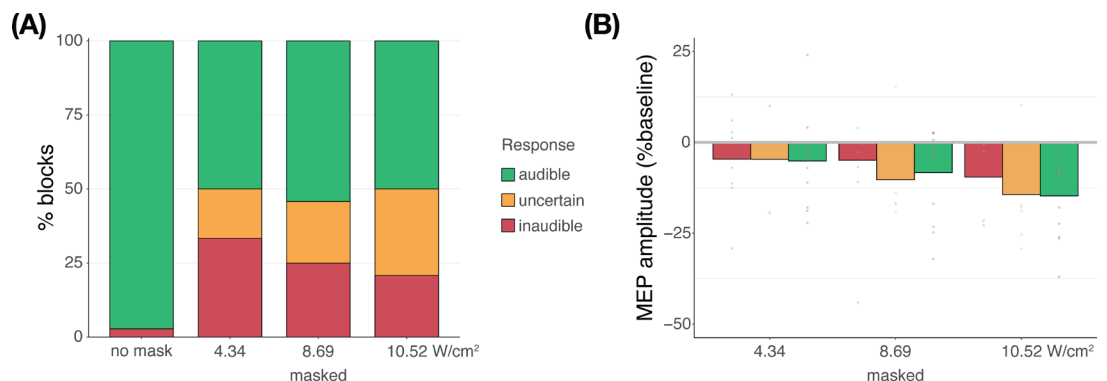 (A)
% blocks
100
75
50
25
0
no mask
4.34
8.69
10.52 W/cm²
masked
Response
audible
uncertain
inaudible
(B)
MEP amplitude (%baseline)
25
0
−25
−50
4.34
8.69
10.52 W/cm²
masked